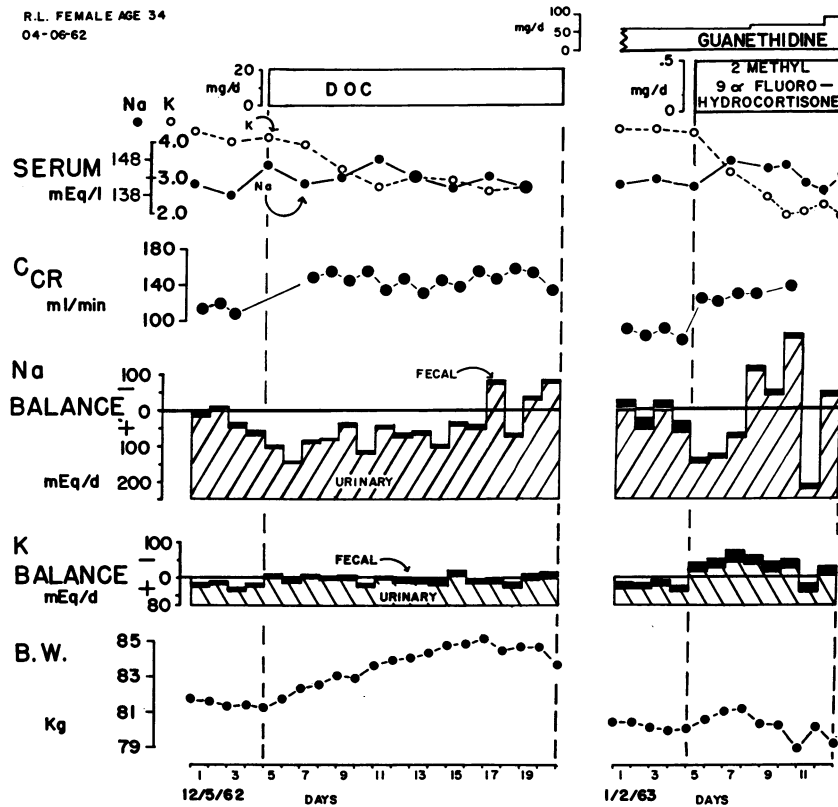 R.L. FEMALE AGE 34
04-06-62
mg/d
100
50
0
GUANETHIDINE
mg/d
20
0
DOC
mg/d
.5
0
2 METHYL
9 α FLUORO-
HYDROCORTISONE
Na K
K
Na
SERUM
mEq/l
148
138
4.0
3.0
2.0
CCR
ml/min
180
140
100
Na
BALANCE
mEq/d
-
+
100
0
100
200
FECAL
URINARY
K
BALANCE
mEq/d
-
+
100
0
80
FECAL
URINARY
B.W.
Kg
85
83
81
79
1 3 5 7 9 11 13 15 17 19
1 3 5 7 9 11
12/5/62 DAYS
1/2/63 DAYS